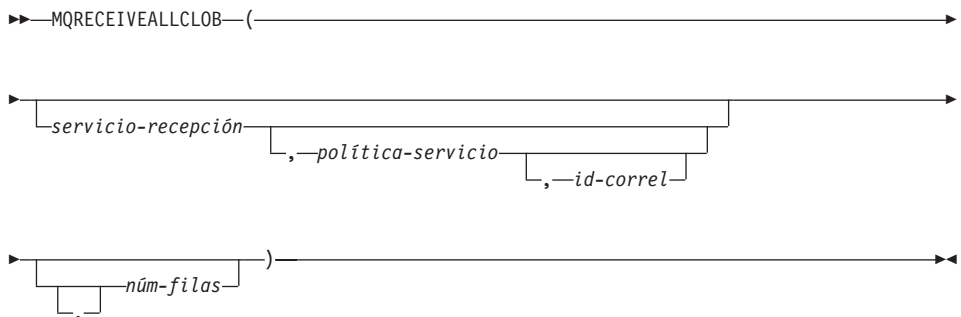 MQRECEIVEALLCLOB (
servicio-recepción
, política-servicio
, id-correl
núm-filas )
,